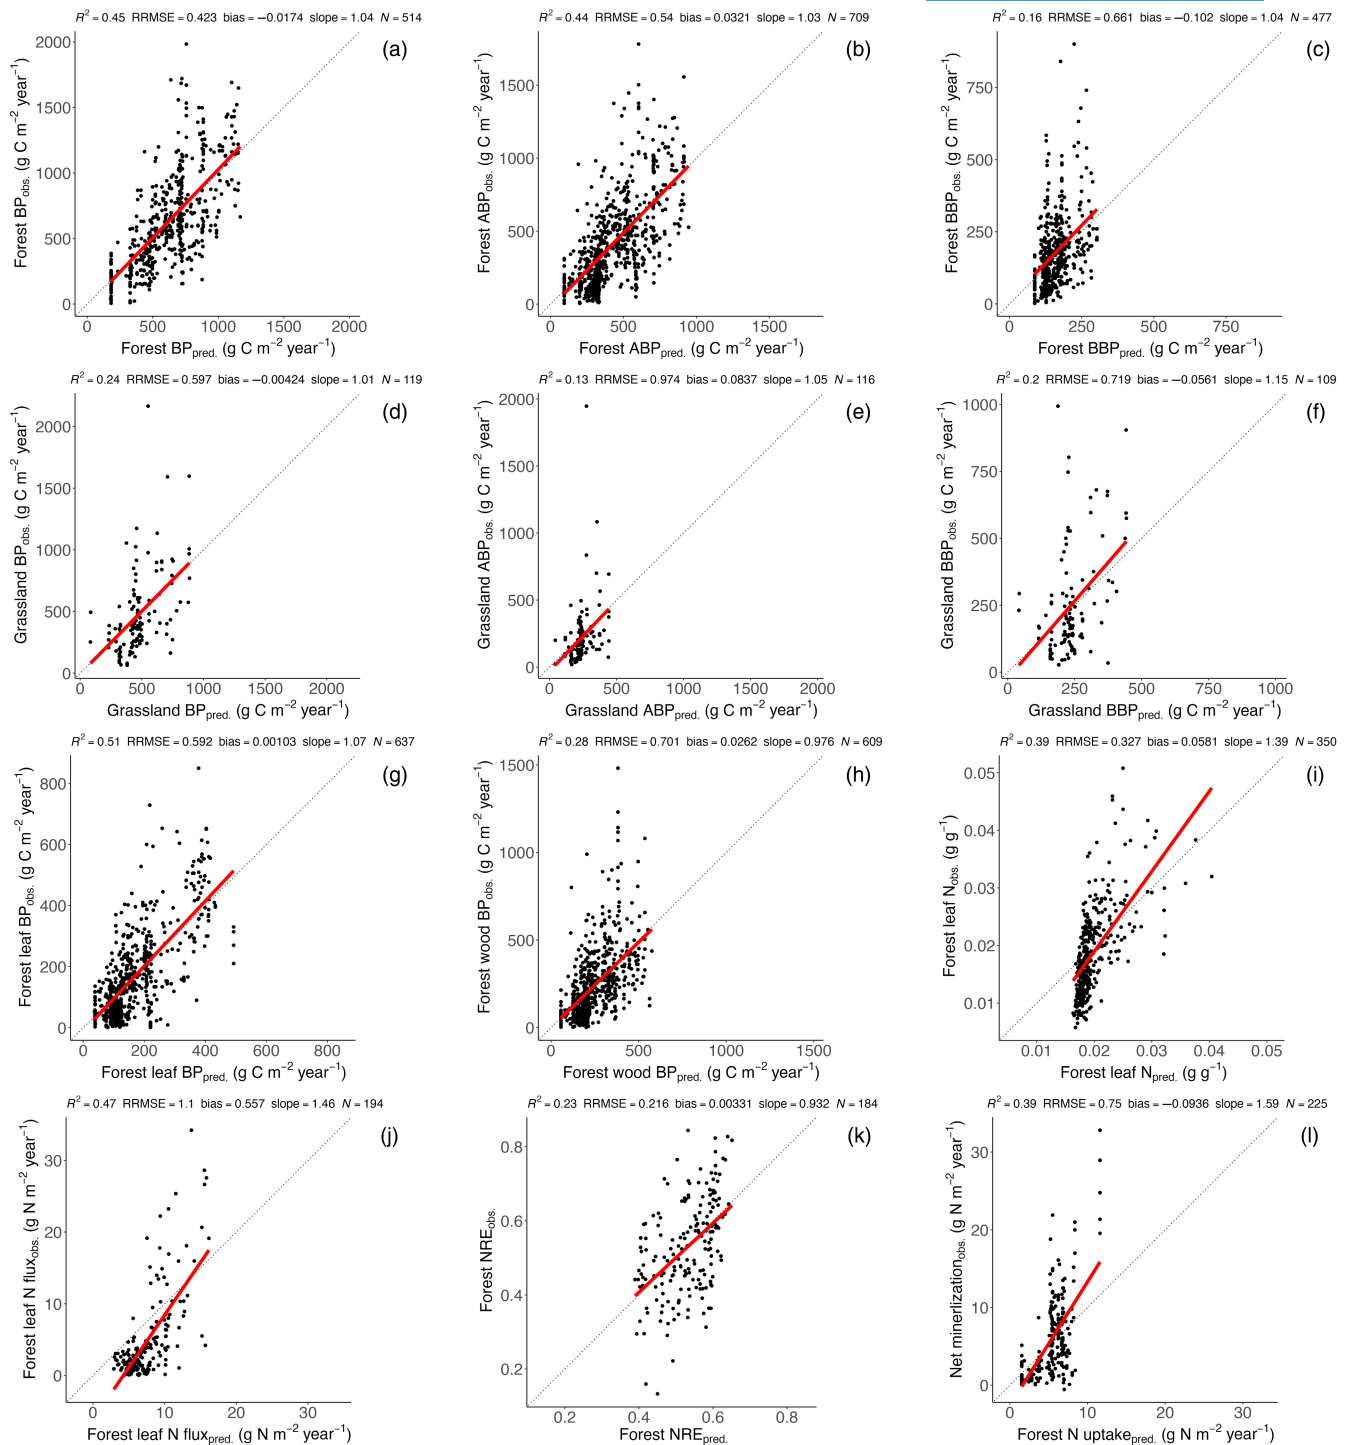 R² = 0.45 RRMSE = 0.423 bias = −0.0174 slope = 1.04 N = 514
(a)
Forest BPobs. (g C m−2 year−1)
2000
1500
1000
500
0
0 500 1000 1500 2000
Forest BPpred. (g C m−2 year−1)
R² = 0.44 RRMSE = 0.54 bias = 0.0321 slope = 1.03 N = 709
(b)
Forest ABPobs. (g C m−2 year−1)
1500
1000
500
0
0 500 1000 1500
Forest ABPpred. (g C m−2 year−1)
R² = 0.16 RRMSE = 0.661 bias = −0.102 slope = 1.04 N = 477
(c)
Forest BBPobs. (g C m−2 year−1)
750
500
250
0
0 250 500 750
Forest BBPpred. (g C m−2 year−1)
R² = 0.24 RRMSE = 0.597 bias = −0.00424 slope = 1.01 N = 119
(d)
Grassland BPobs. (g C m−2 year−1)
2000
1500
1000
500
0
0 500 1000 1500 2000
Grassland BPpred. (g C m−2 year−1)
R² = 0.13 RRMSE = 0.974 bias = 0.0837 slope = 1.05 N = 116
(e)
Grassland ABPobs. (g C m−2 year−1)
2000
1500
1000
500
0
0 500 1000 1500 2000
Grassland ABPpred. (g C m−2 year−1)
R² = 0.2 RRMSE = 0.719 bias = −0.0561 slope = 1.15 N = 109
(f)
Grassland BBPobs. (g C m−2 year−1)
1000
750
500
250
0
0 250 500 750 1000
Grassland BBPpred. (g C m−2 year−1)
R² = 0.51 RRMSE = 0.592 bias = 0.00103 slope = 1.07 N = 637
(g)
Forest leaf BPobs. (g C m−2 year−1)
800
600
400
200
0
0 200 400 600 800
Forest leaf BPpred. (g C m−2 year−1)
R² = 0.28 RRMSE = 0.701 bias = 0.0262 slope = 0.976 N = 609
(h)
Forest wood BPobs. (g C m−2 year−1)
1500
1000
500
0
0 500 1000 1500
Forest wood BPpred. (g C m−2 year−1)
R² = 0.39 RRMSE = 0.327 bias = 0.0581 slope = 1.39 N = 350
(i)
Forest leaf Nobs. (g g−1)
0.05
0.04
0.03
0.02
0.01
0.01 0.02 0.03 0.04 0.05
Forest leaf Npred. (g g−1)
R² = 0.47 RRMSE = 1.1 bias = 0.557 slope = 1.46 N = 194
(j)
Forest leaf N fluxobs. (g N m−2 year−1)
30
20
10
0
0 10 20 30
Forest leaf N fluxpred. (g N m−2 year−1)
R² = 0.23 RRMSE = 0.216 bias = 0.00331 slope = 0.932 N = 184
(k)
Forest NREobs.
0.8
0.6
0.4
0.2
0.2 0.4 0.6 0.8
Forest NREpred.
R² = 0.39 RRMSE = 0.75 bias = −0.0936 slope = 1.59 N = 225
(l)
Net minerlizationobs. (g N m−2 year−1)
30
20
10
0
0 10 20 30
Forest N uptakepred. (g N m−2 year−1)